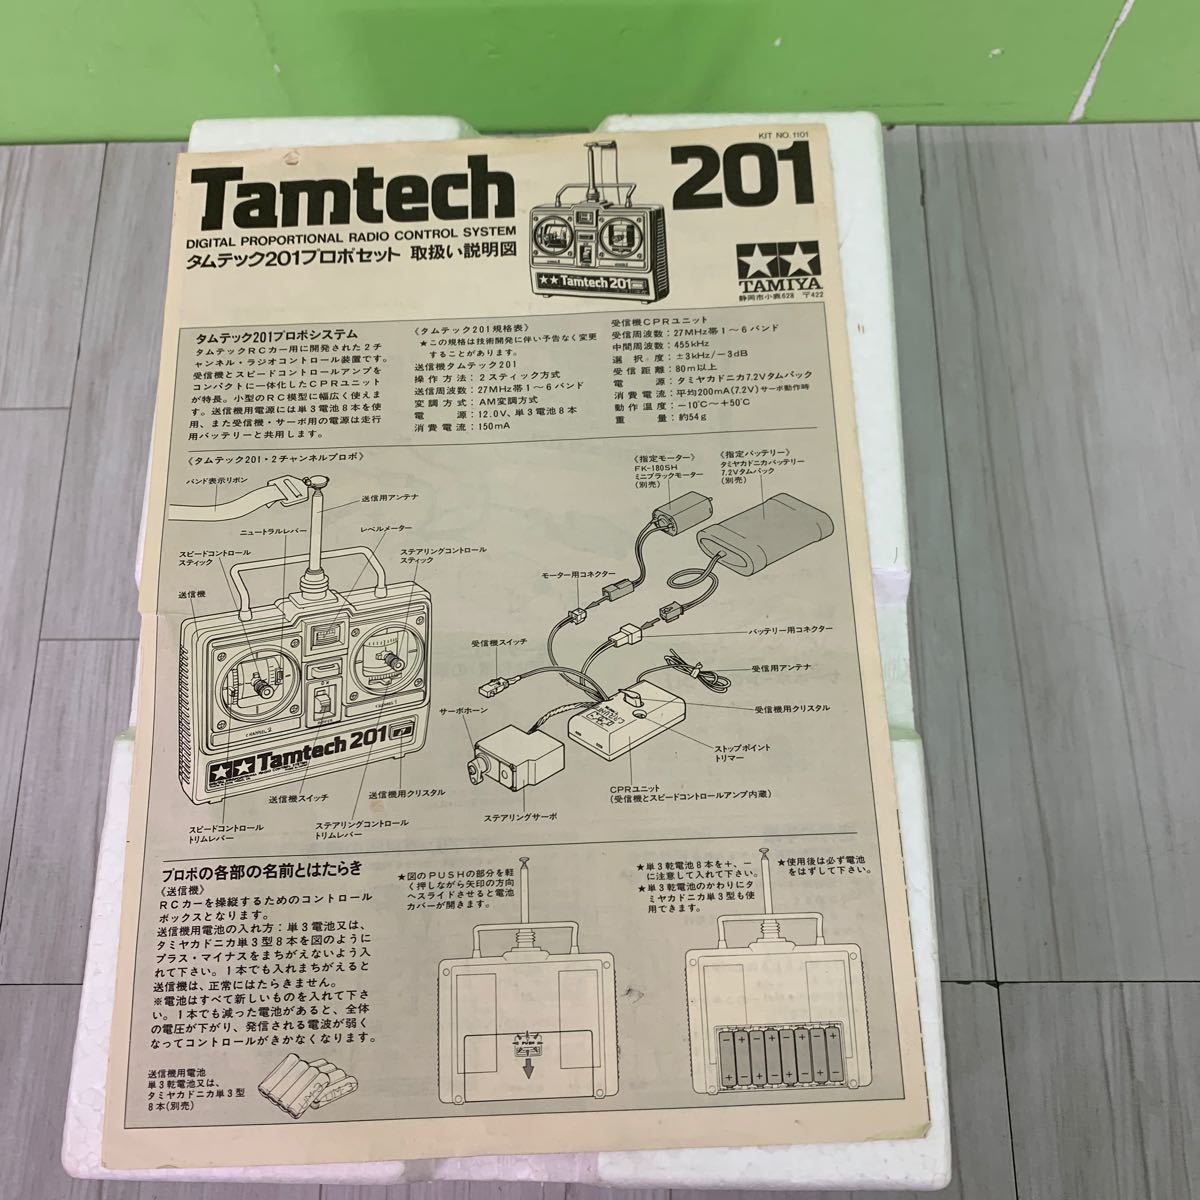 KIT NO.1101
Tamtech 201
DIGITAL PROPORTIONAL RADIO CONTROL SYSTEM
タムテック201プロポセット 取扱い説明図
★★Tamtech 201
TAMIYA
静岡市小鹿628 〒422
タムテック201プロポシステム
タムテックRCカー用に開発された2チ
ャンネル・ラジオコントロール装置です。
受信機とスピードコントロールアンプを
コンパクトに一体化したCPRユニット
が特長。小型のRC模型に幅広く使えま
す。送信機用電源には単3電池8本を使
用、また受信機・サーボ用の電源は走行
用バッテリーと共用します。
《タムテック201規格表》
★この規格は技術開発に伴い予告なく変更
することがあります。
送信機タムテック201
操作方法：2スティック方式
送信周波数：27MHz帯1～6バンド
変調方式：AM変調方式
電源：12.0V、単3電池8本
消費電流：150mA
受信機CPRユニット
受信周波数：27MHz帯1～6バンド
中間周波数：455kHz
選択度：±3kHz/－3dB
受信距離：80m以上
電源：タミヤカドニカ7.2Vタムパック
消費電流：平均200mA(7.2V)サーボ動作時
動作温度：－10℃～＋50℃
重量：約54g
《タムテック201・2チャンネルプロポ》
バンド表示リボン
送信用アンテナ
ニュートラルレバー
レベルメーター
スピードコントロール
スティック
ステアリングコントロール
スティック
送信機
CHANNEL 2
CHANNEL 1
POWER
★★Tamtech 201
送信機スイッチ
送信機用クリスタル
スピードコントロール
トリムレバー
ステアリングコントロール
トリムレバー
《指定モーター》
FK-180SH
ミニブラックモーター
(別売)
《指定バッテリー》
タミヤカドニカバッテリー
7.2Vタムパック
(別売)
モーター用コネクター
受信機スイッチ
バッテリー用コネクター
受信用アンテナ
サーボホーン
受信機用クリスタル
ストップポイント
トリマー
CPRユニット
(受信機とスピードコントロールアンプ内蔵)
ステアリングサーボ
プロポの各部の名前とはたらき
《送信機》
RCカーを操縦するためのコントロール
ボックスとなります。
送信機用電池の入れ方：単3電池又は、
タミヤカドニカ単3型8本を図のように
プラス・マイナスをまちがえないよう入
れて下さい。1本でも入れまちがえると
送信機は、正常にはたらきません。
※電池はすべて新しいものを入れて下さ
い。1本でも減った電池があると、全体
の電圧が下がり、発信される電波が弱く
なってコントロールがきかなくなります。
送信機用電池
単3乾電池又は、
タミヤカドニカ単3型
8本(別売)
★図のPUSHの部分を軽
く押しながら矢印の方向
へスライドさせると電池
カバーが開きます。
PUSH
★単3乾電池8本を＋、－
に注意して入れて下さい。
★単3乾電池のかわりにタ
ミヤカドニカ単3型も使
用できます。
★使用後は必ず電池
をはずして下さい。
－ ＋ － ＋ － ＋ － ＋
＋ － ＋ － ＋ － ＋ －